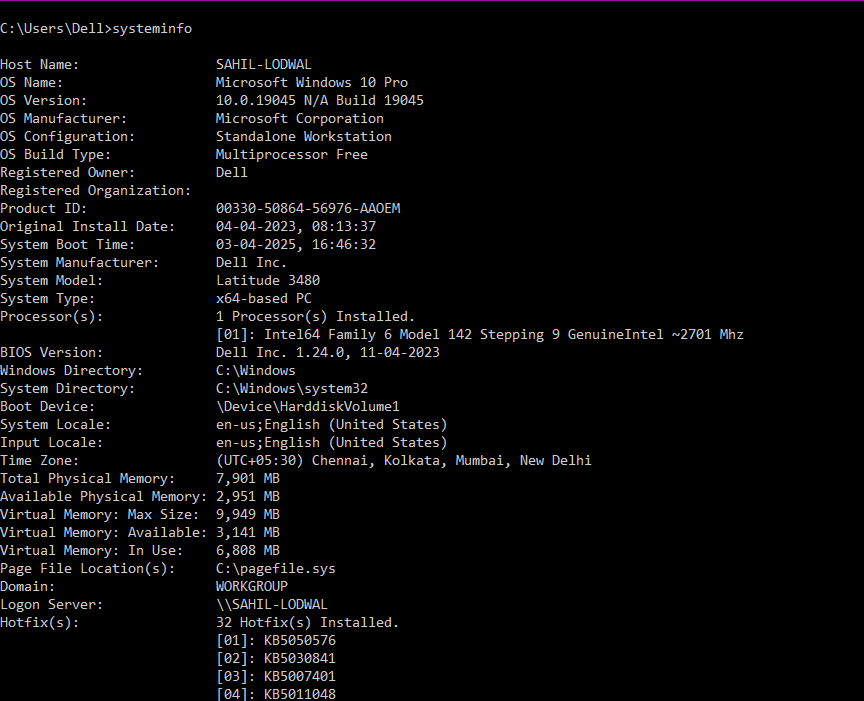 C:\Users\Dell>systeminfo
Host Name: SAHIL-LODWAL
OS Name: Microsoft Windows 10 Pro
OS Version: 10.0.19045 N/A Build 19045
OS Manufacturer: Microsoft Corporation
OS Configuration: Standalone Workstation
OS Build Type: Multiprocessor Free
Registered Owner: Dell
Registered Organization:
Product ID: 00330-50864-56976-AAOEM
Original Install Date: 04-04-2023, 08:13:37
System Boot Time: 03-04-2025, 16:46:32
System Manufacturer: Dell Inc.
System Model: Latitude 3480
System Type: x64-based PC
Processor(s): 1 Processor(s) Installed.
[01]: Intel64 Family 6 Model 142 Stepping 9 GenuineIntel ~2701 Mhz
BIOS Version: Dell Inc. 1.24.0, 11-04-2023
Windows Directory: C:\Windows
System Directory: C:\Windows\system32
Boot Device: \Device\HarddiskVolume1
System Locale: en-us;English (United States)
Input Locale: en-us;English (United States)
Time Zone: (UTC+05:30) Chennai, Kolkata, Mumbai, New Delhi
Total Physical Memory: 7,901 MB
Available Physical Memory: 2,951 MB
Virtual Memory: Max Size: 9,949 MB
Virtual Memory: Available: 3,141 MB
Virtual Memory: In Use: 6,808 MB
Page File Location(s): C:\pagefile.sys
Domain: WORKGROUP
Logon Server: \\SAHIL-LODWAL
Hotfix(s): 32 Hotfix(s) Installed.
[01]: KB5050576
[02]: KB5030841
[03]: KB5007401
[04]: KB5011048